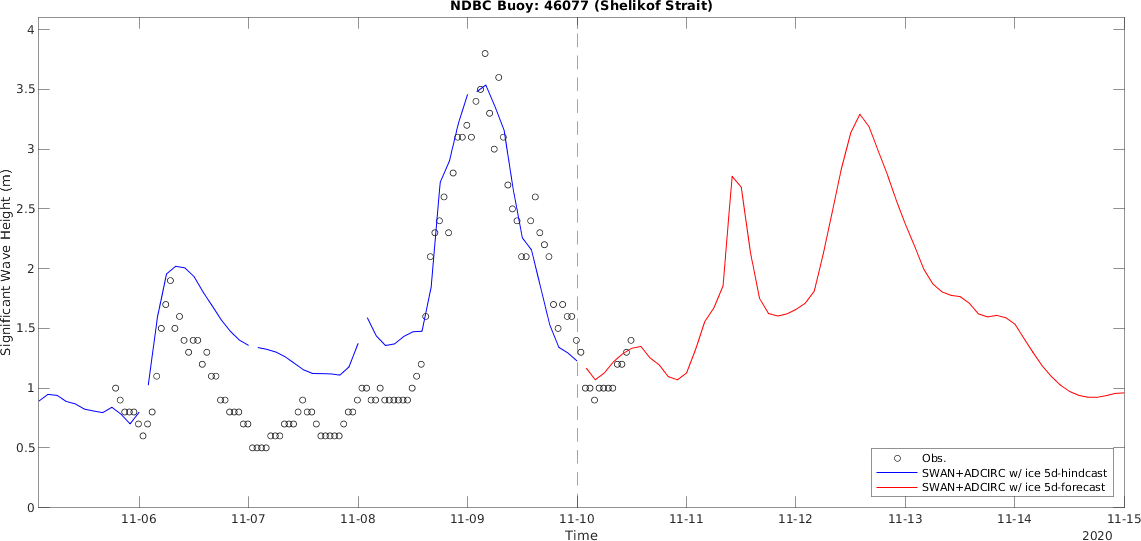 NDBC Buoy: 46077 (Shelikof Strait)
4
3.5
3
2.5
2
1.5
1
0.5
0
Significant Wave Height (m)
Obs.
SWAN+ADCIRC w/ ice 5d-hindcast
SWAN+ADCIRC w/ ice 5d-forecast
11-06 11-07 11-08 11-09 11-10 11-11 11-12 11-13 11-14 11-15
Time
2020